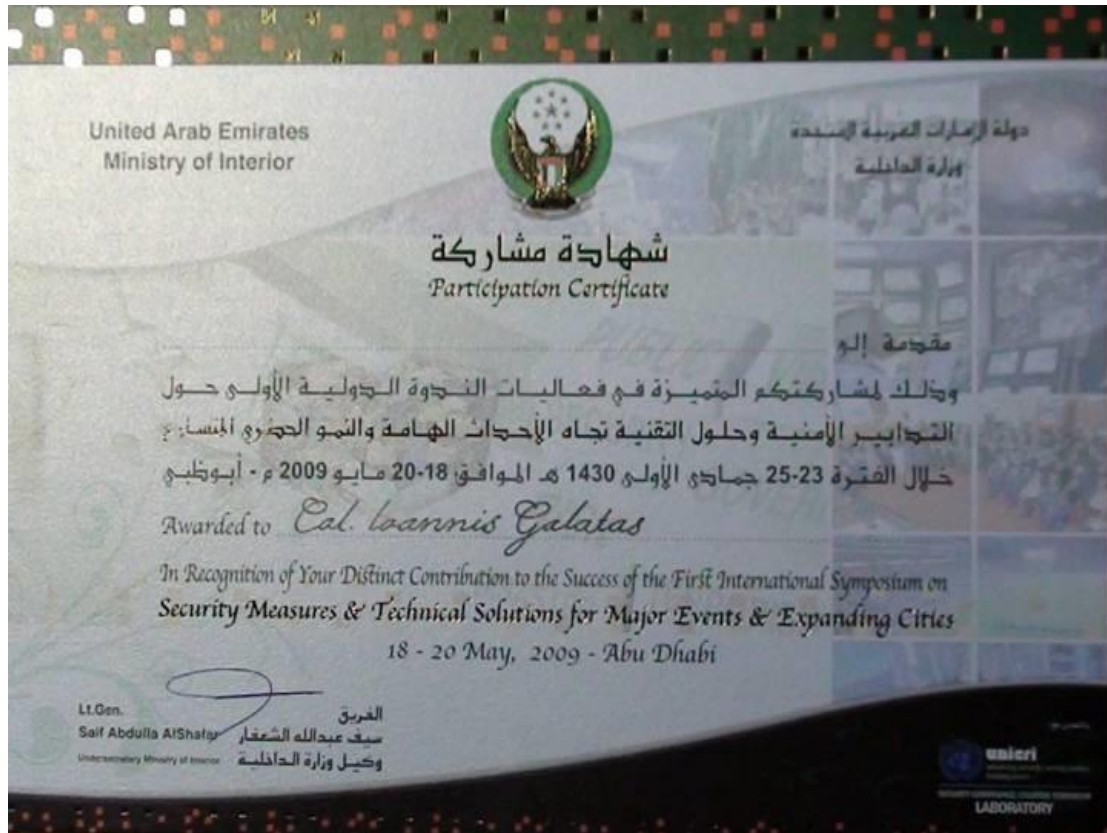 United Arab Emirates
Ministry of Interior
دولة الإمارات العربية المتحدة
وزارة الداخلية
شهادة مشاركة
Participation Certificate
مقدمة إلى
وذلك لمشاركتكم المتميزة في فعاليات الندوة الدولية الأولى حول
التدابير الأمنية وحلول التقنية تجاه الأحداث الهامة والنمو الحضري المتسارع
خلال الفترة 23-25 جمادى الأولى 1430 هـ الموافق 18-20 مايو 2009 م - أبوظبي
Awarded to Col. Ioannis Galatas
In Recognition of Your Distinct Contribution to the Success of the First International Symposium on
Security Measures & Technical Solutions for Major Events & Expanding Cities
18 - 20 May, 2009 - Abu Dhabi
Lt.Gen.
Saif Abdulla AlShafar
Undersecretary Ministry of Interior
الفريق
سيف عبدالله الشعفار
وكيل وزارة الداخلية
unicri
LABORATORY